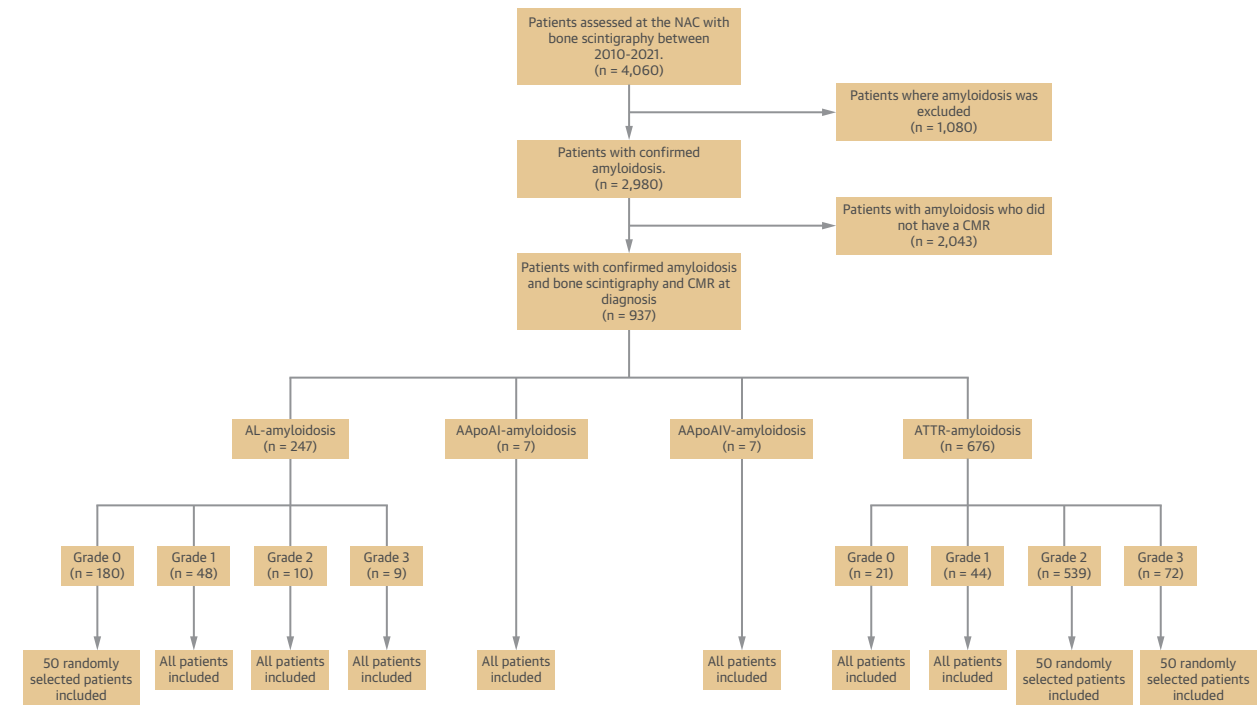 Patients assessed at the NAC with
bone scintigraphy between
2010-2021.
(n = 4,060)
Patients where amyloidosis was
excluded
(n = 1,080)
Patients with confirmed
amyloidosis.
(n = 2,980)
Patients with amyloidosis who did
not have a CMR
(n = 2,043)
Patients with confirmed amyloidosis
and bone scintigraphy and CMR at
diagnosis
(n = 937)
AL-amyloidosis
(n = 247)
AApoAI-amyloidosis
(n = 7)
AApoAIV-amyloidosis
(n = 7)
ATTR-amyloidosis
(n = 676)
Grade 0
(n = 180)
Grade 1
(n = 48)
Grade 2
(n = 10)
Grade 3
(n = 9)
Grade 0
(n = 21)
Grade 1
(n = 44)
Grade 2
(n = 539)
Grade 3
(n = 72)
50 randomly
selected patients
included
All patients
included
All patients
included
All patients
included
All patients
included
All patients
included
All patients
included
All patients
included
50 randomly
selected patients
included
50 randomly
selected patients
included